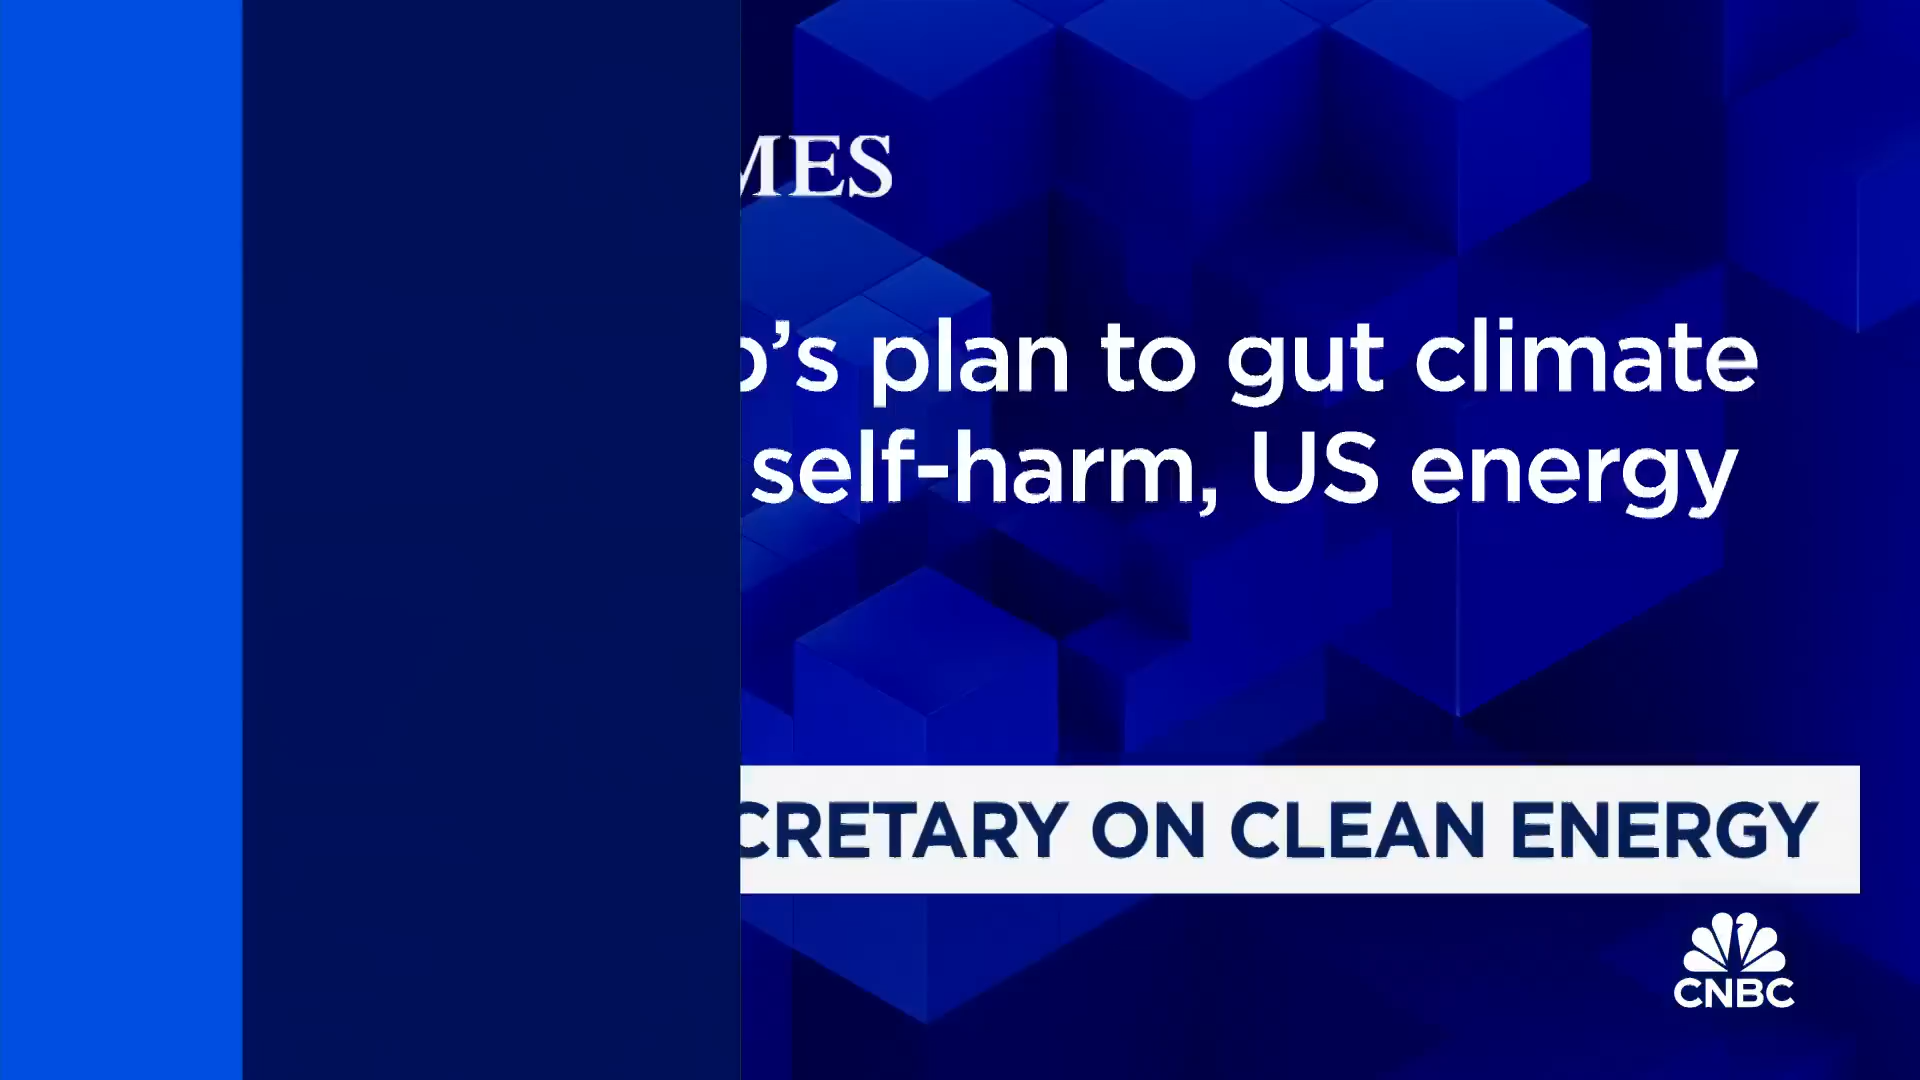 MES
’s plan to gut climate
self-harm, US energy
CRETARY ON CLEAN ENERGY
CNBC